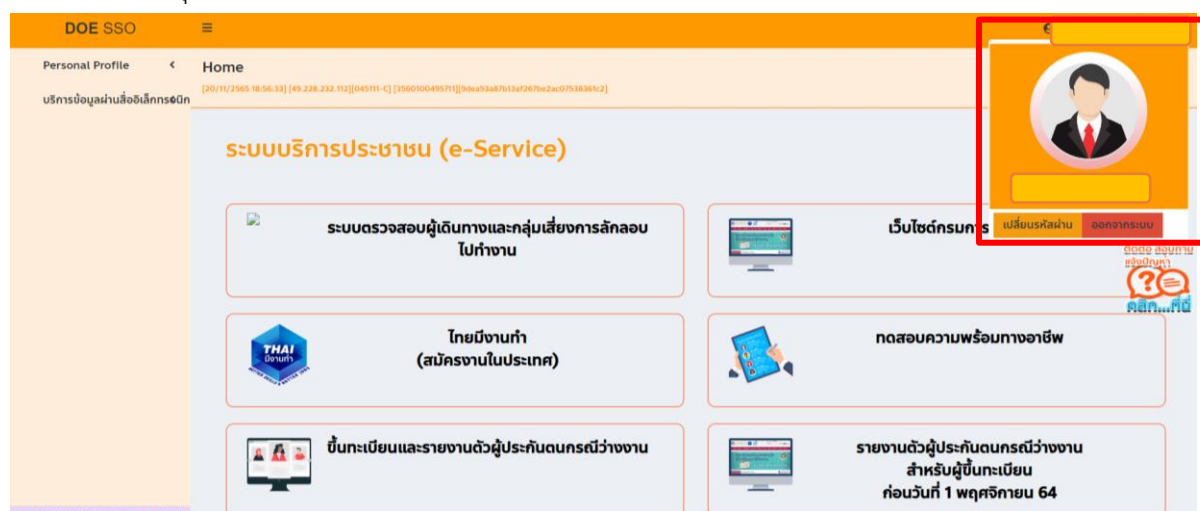 DOE SSO
Personal Profile
บริการข้อมูลผ่านสื่ออิเล็กทรอนิก
Home
[20/11/2565 18:56:33] [49.228.232.112][045111-C] [3560100495711][9dea93a87b13af267be2ac07538361c2]
ระบบบริการประชาชน (e-Service)
เปลี่ยนรหัสผ่าน
ออกจากระบบ
ระบบตรวจสอบผู้เดินทางและกลุ่มเสี่ยงการลักลอบ
ไปทำงาน
เว็บไซต์กรมการ
ติดต่อ สอบถาม
แจ้งปัญหา
คลิก...ที่นี่
THAI
มีงานทำ
ไทยมีงานทำ
(สมัครงานในประเทศ)
ทดสอบความพร้อมทางอาชีพ
ขึ้นทะเบียนและรายงานตัวผู้ประกันตนกรณีว่างงาน
รายงานตัวผู้ประกันตนกรณีว่างงาน
สำหรับผู้ขึ้นทะเบียน
ก่อนวันที่ 1 พฤศจิกายน 64